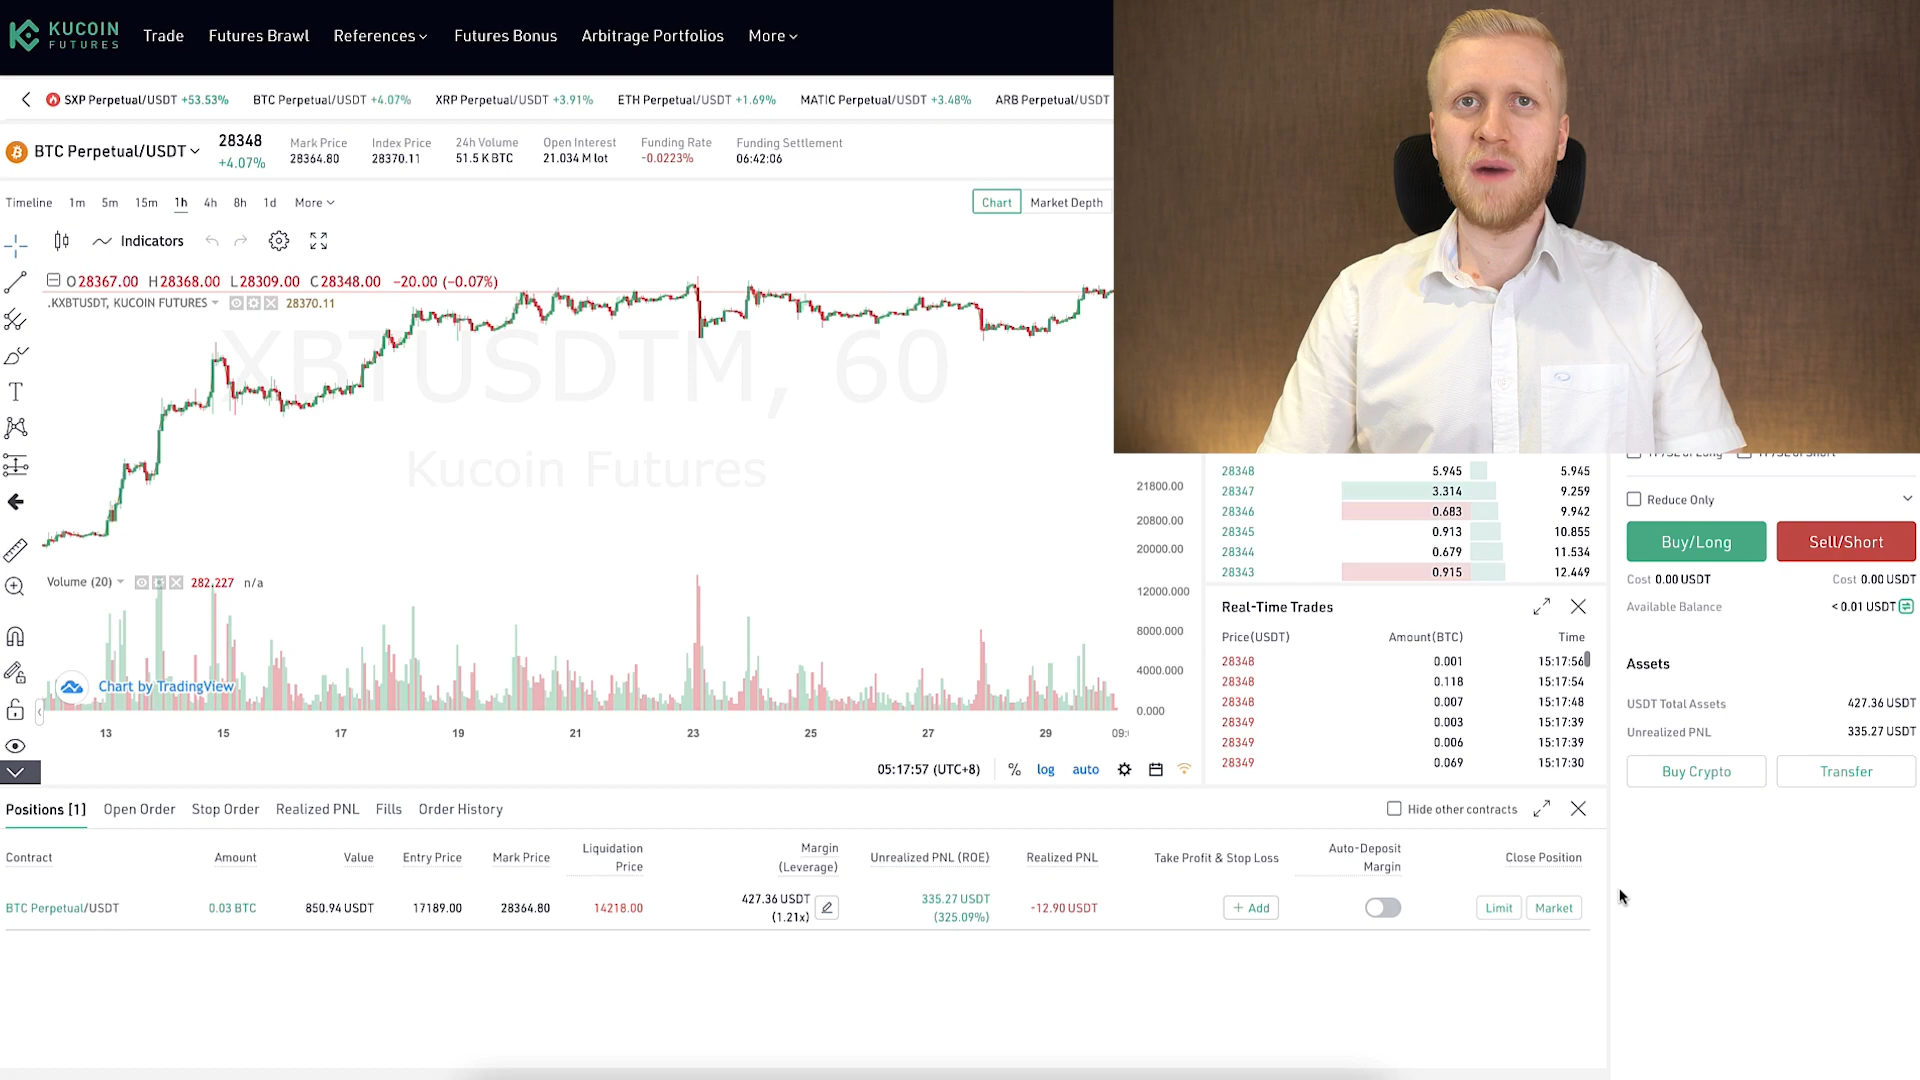 KUCOIN
FUTURES
Trade Futures Brawl References Futures Bonus Arbitrage Portfolios More
SXP Perpetual/USDT +53.53% BTC Perpetual/USDT +4.07% XRP Perpetual/USDT +3.91% ETH Perpetual/USDT +1.69% MATIC Perpetual/USDT +3.48% ARB Perpetual/USDT
BTC Perpetual/USDT
28348
+4.07%
Mark Price
28364.80
Index Price
28370.11
24h Volume
51.5 K BTC
Open Interest
21.034 M lot
Funding Rate
-0.0223%
Funding Settlement
06:42:06
Timeline 1m 5m 15m 1h 4h 8h 1d More
Chart Market Depth
Indicators
O28367.00 H28368.00 L28309.00 C28348.00 −20.00 (−0.07%)
.KXBTUSDT, KUCOIN FUTURES 28370.11
XBTUSDTM, 60
Kucoin Futures
21800.00
20800.00
20000.00
Volume (20) 282.227 n/a
12000.000
8000.000
4000.000
0.000
Chart by TradingView
13 15 17 19 21 23 25 27 29
05:17:57 (UTC+8) % log auto
28348 5.945 5.945
28347 3.314 9.259
28346 0.683 9.942
28345 0.913 10.855
28344 0.679 11.534
28343 0.915 12.449
Real-Time Trades
Price(USDT) Amount(BTC) Time
28348 0.001 15:17:56
28348 0.118 15:17:54
28348 0.007 15:17:48
28349 0.003 15:17:39
28349 0.006 15:17:39
28349 0.069 15:17:30
Reduce Only
Buy/Long Sell/Short
Cost 0.00 USDT Cost 0.00 USDT
Available Balance < 0.01 USDT
Assets
USDT Total Assets 427.36 USDT
Unrealized PNL 335.27 USDT
Buy Crypto Transfer
Positions [1] Open Order Stop Order Realized PNL Fills Order History
Hide other contracts
Contract Amount Value Entry Price Mark Price Liquidation Price Margin (Leverage) Unrealized PNL (ROE) Realized PNL Take Profit & Stop Loss Auto-Deposit Margin Close Position
BTC Perpetual/USDT 0.03 BTC 850.94 USDT 17189.00 28364.80 14218.00 427.36 USDT (1.21x) 335.27 USDT (325.09%) -12.90 USDT + Add Limit Market